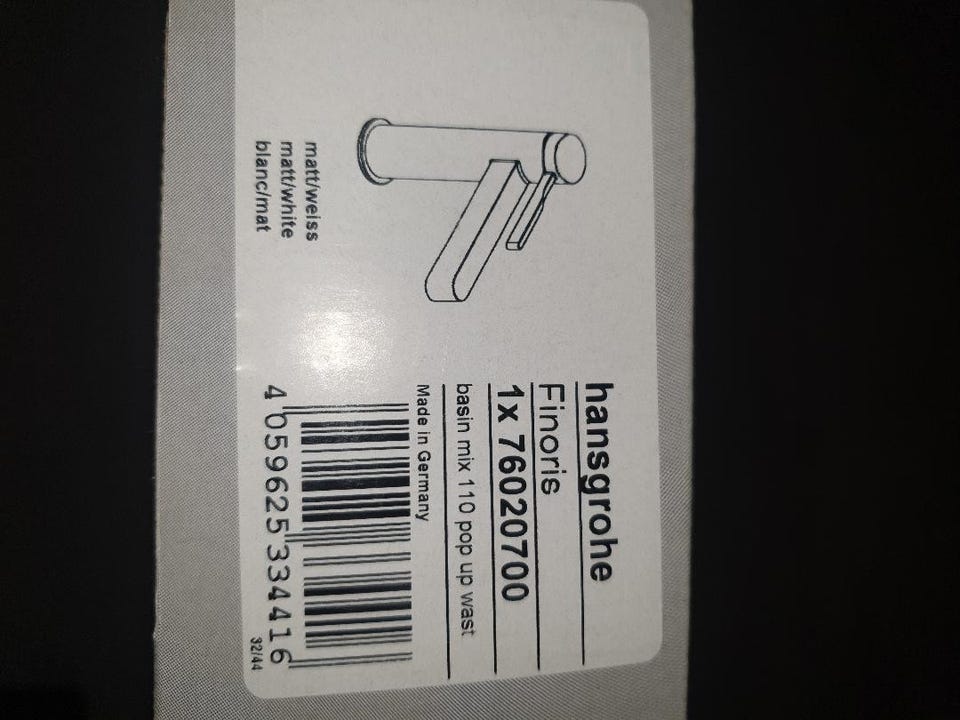 hansgrohe
Finoris
1x 76020700
basin mix 110 pop up wast
Made in Germany
4 059625 334416
32/44
matt/weiss
matt/white
blanc/mat